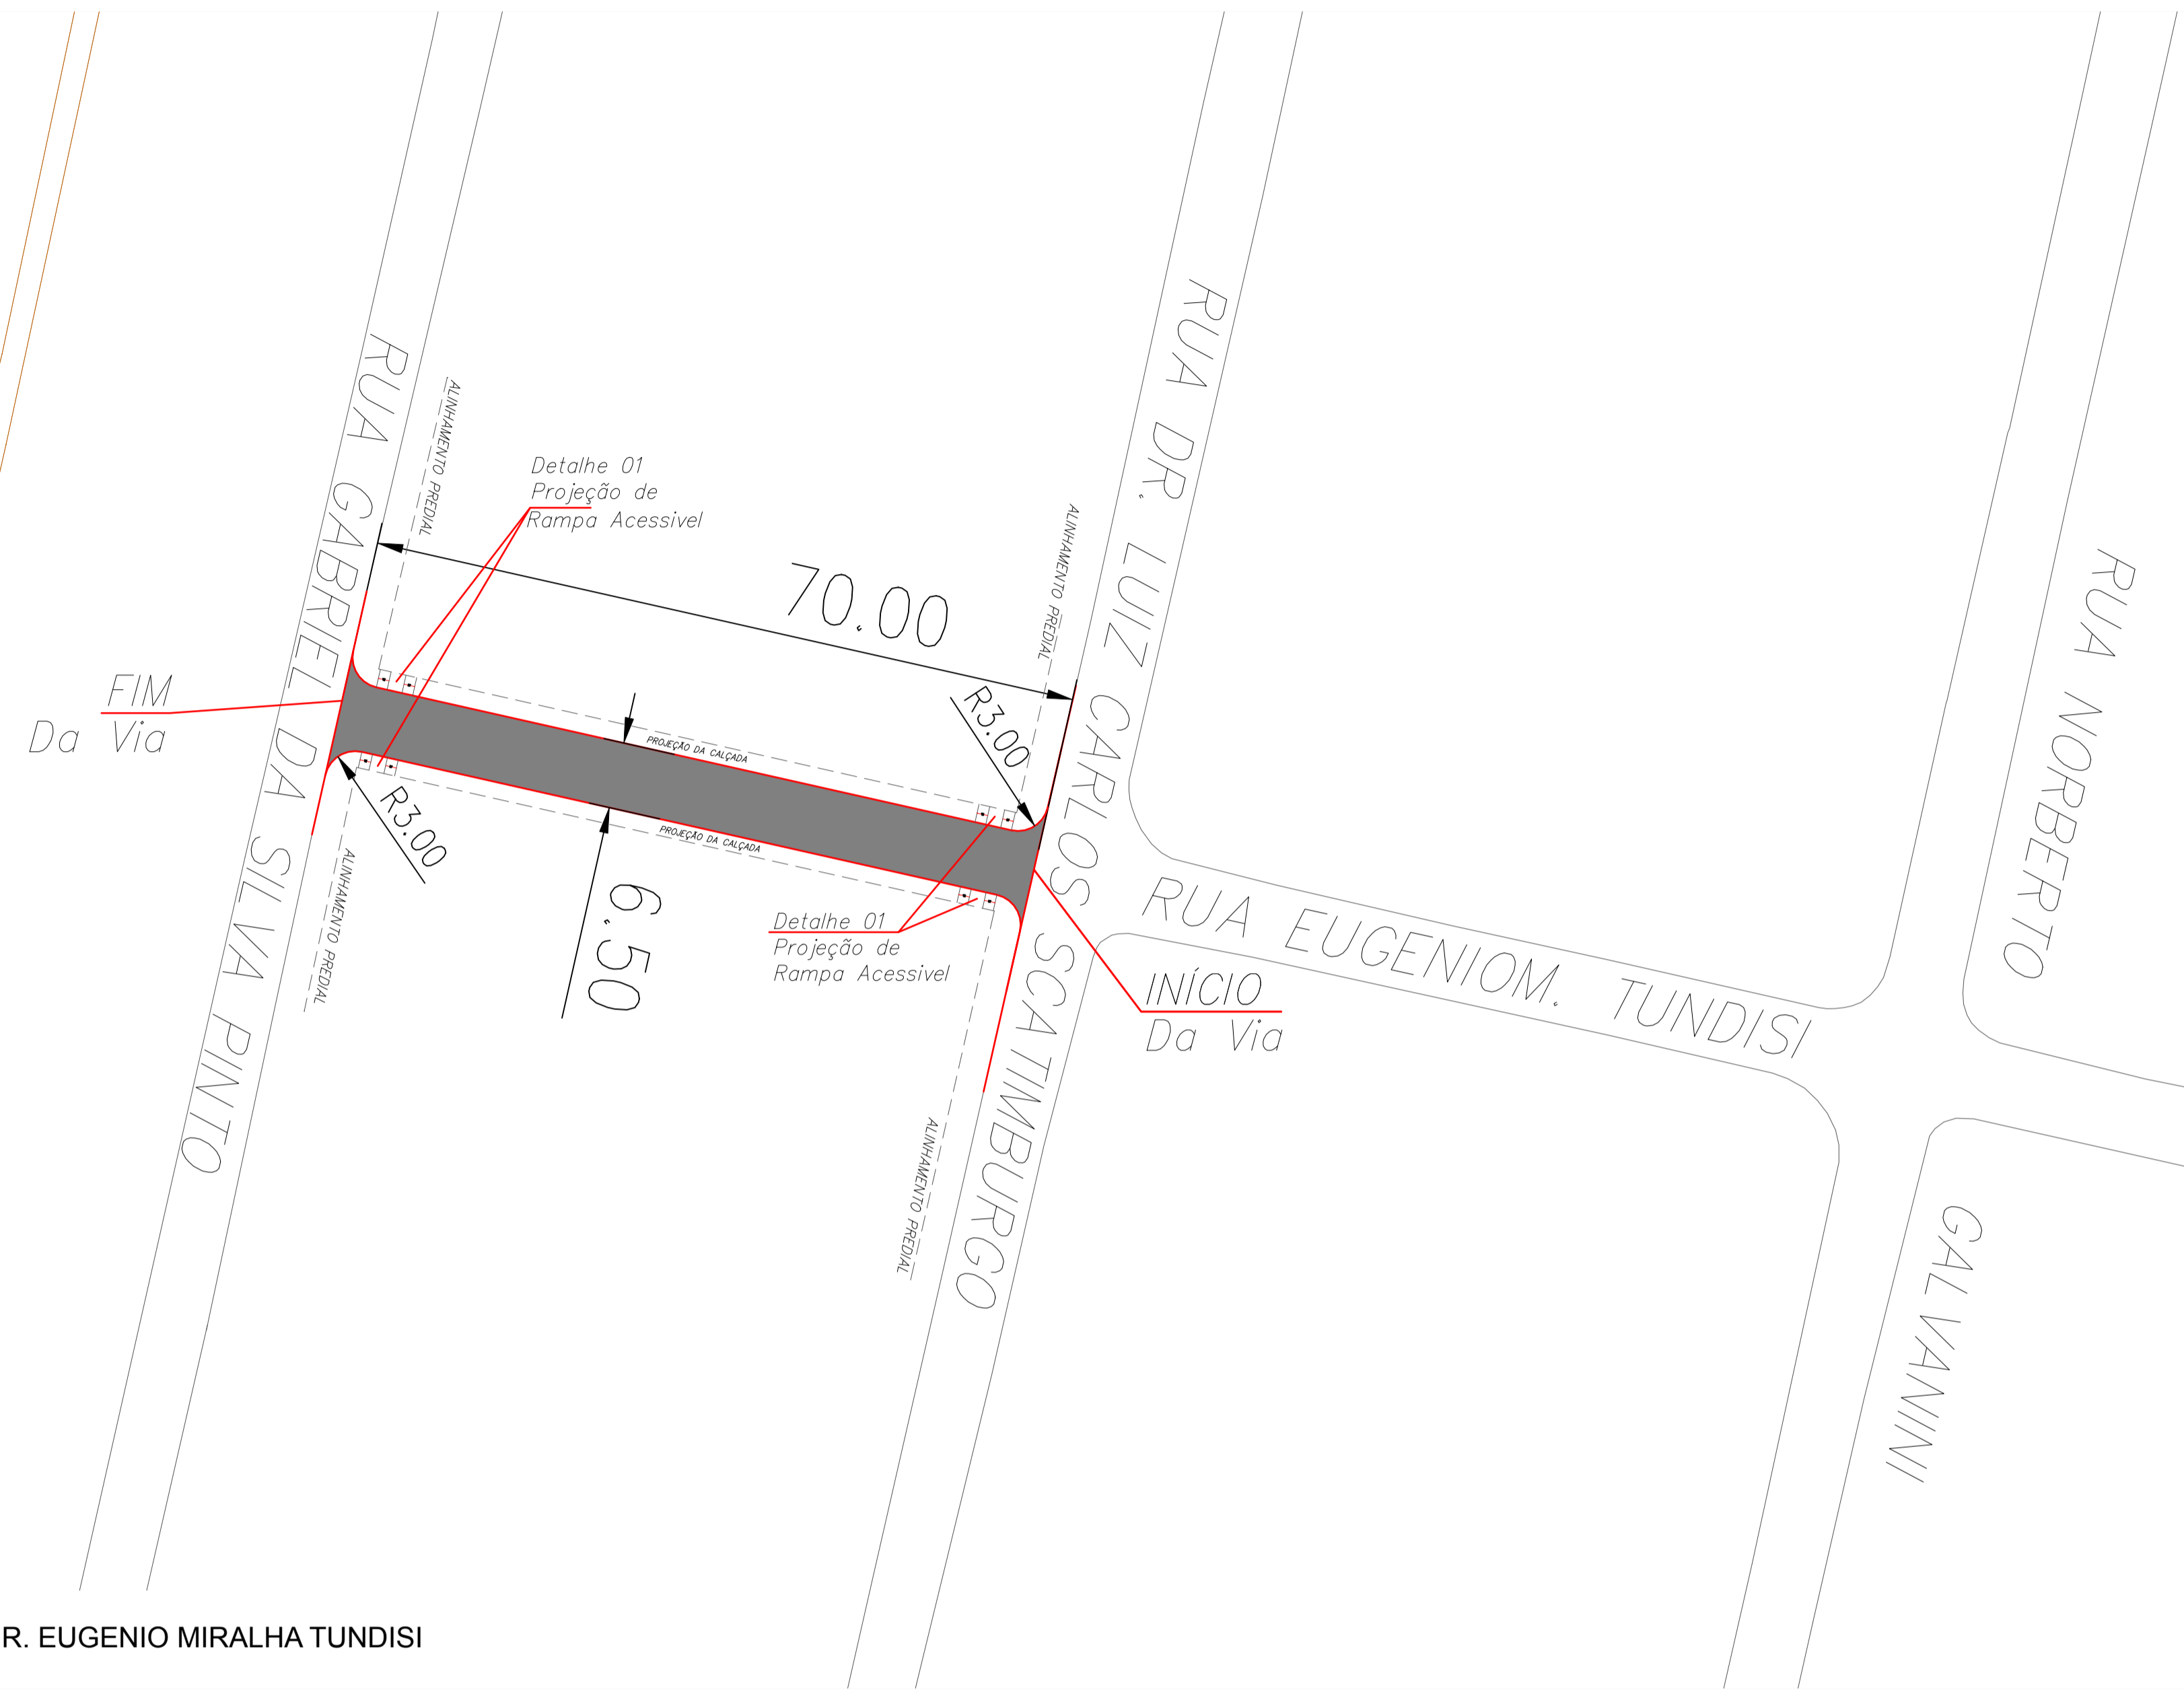 RUA GABRIEL DA SILVA PINTO
ALINHAMENTO PREDIAL
Detalhe 01
Projeção de
Rampa Acessivel
70.00
ALINHAMENTO PREDIAL
RUA DR. LUIZ CARLOS SCATIMBURGO
RUA NORBERTO GALVANINI
FIM
Da Via
R3.00
PROJEÇÃO DA CALÇADA
R3.00
PROJEÇÃO DA CALÇADA
6.50
ALINHAMENTO PREDIAL
Detalhe 01
Projeção de
Rampa Acessivel
RUA EUGENIOM. TUNDISI
INÍCIO
Da Via
ALINHAMENTO PREDIAL
R. EUGENIO MIRALHA TUNDISI